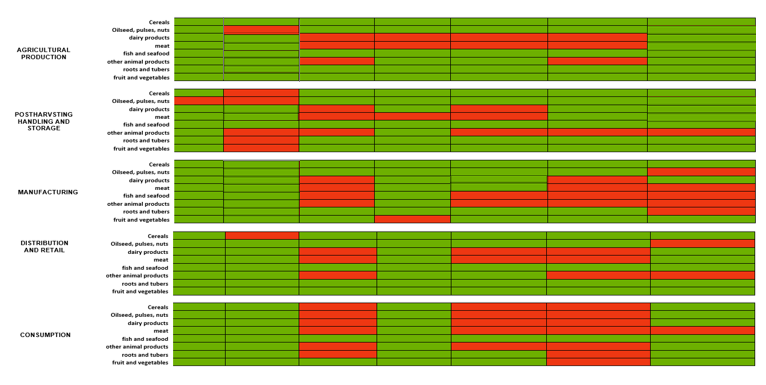 AGRICULTURAL
PRODUCTION
Cereals
Oilseed, pulses, nuts
dairy products
meat
fish and seafood
other animal products
roots and tubers
fruit and vegetables
POSTHARVSTING
HANDLING AND
STORAGE
Cereals
Oilseed, pulses, nuts
dairy products
meat
fish and seafood
other animal products
roots and tubers
fruit and vegetables
MANUFACTURING
Cereals
Oilseed, pulses, nuts
dairy products
meat
fish and seafood
other animal products
roots and tubers
fruit and vegetables
DISTRIBUTION
AND RETAIL
Cereals
Oilseed, pulses, nuts
dairy products
meat
fish and seafood
other animal products
roots and tubers
fruit and vegetables
CONSUMPTION
Cereals
Oilseed, pulses, nuts
dairy products
meat
fish and seafood
other animal products
roots and tubers
fruit and vegetables